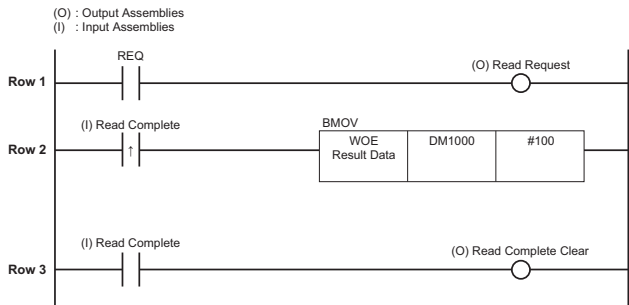 (O) : Output Assemblies
(I) : Input Assemblies
REQ
(O) Read Request
Row 1
(I) Read Complete
BMOV
Row 2
↑
WOE
Result Data
DM1000
#100
(I) Read Complete
(O) Read Complete Clear
Row 3